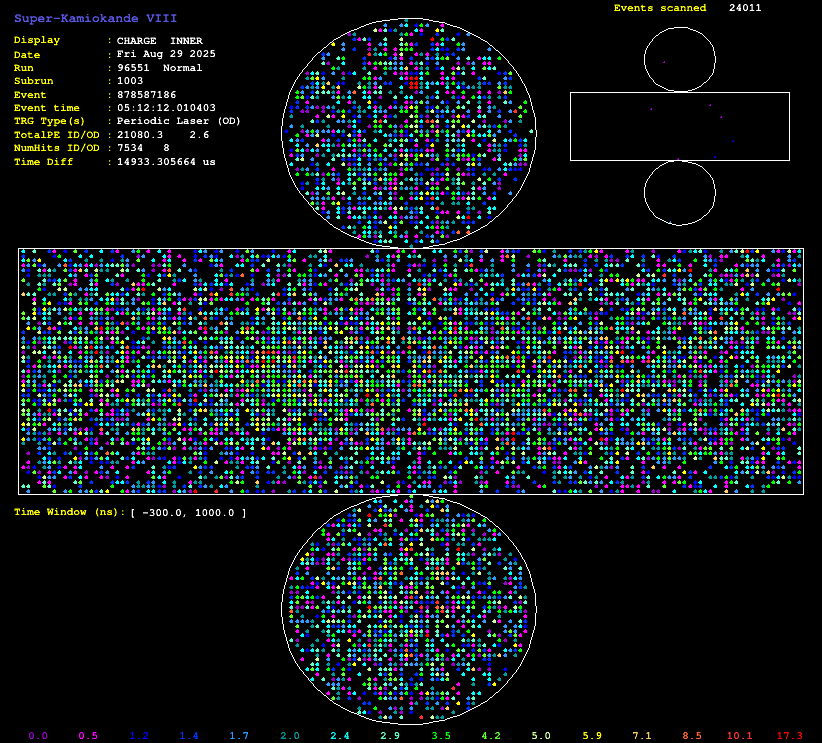 Super-Kamiokande VIII
Display : CHARGE INNER
Date : Fri Aug 29 2025
Run : 96551 Normal
Subrun : 1003
Event : 878587186
Event time : 05:12:12.010403
TRG Type(s) : Periodic Laser (OD)
TotalPE ID/OD : 21080.3 2.6
NumHits ID/OD : 7534 8
Time Diff : 14933.305664 us
Events scanned 24011
Time Window (ns): [ -300.0, 1000.0 ]
0.0 0.5 1.2 1.4 1.7 2.0 2.4 2.9 3.5 4.2 5.0 5.9 7.1 8.5 10.1 17.3